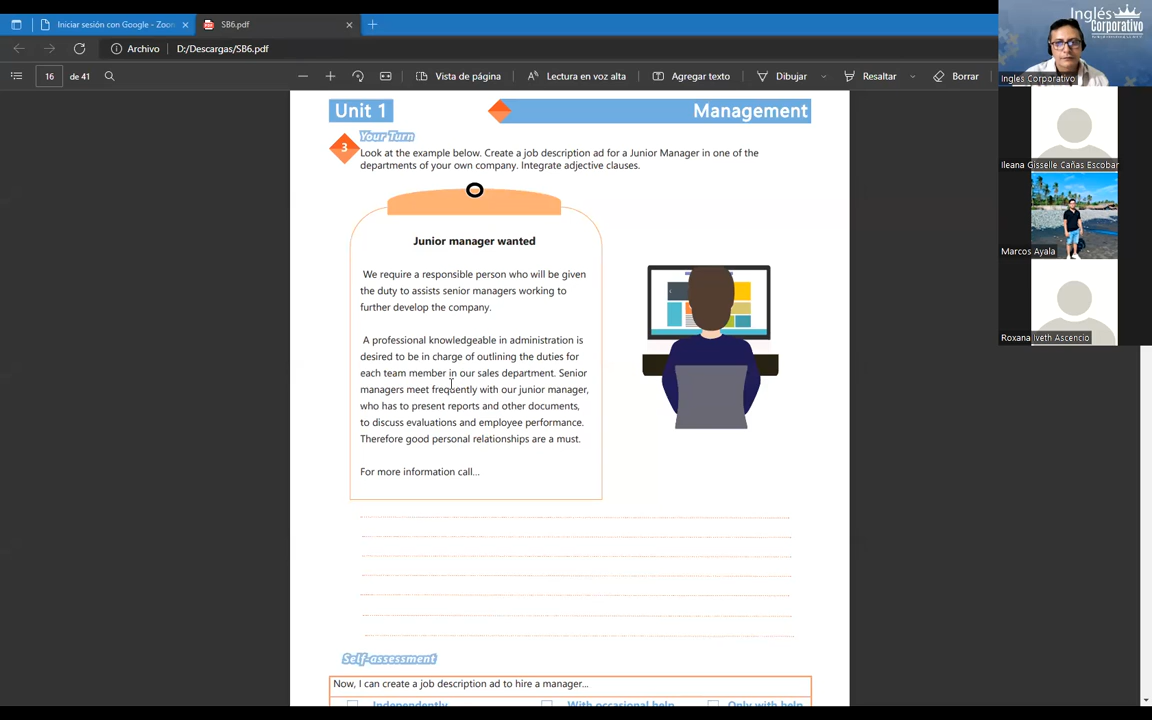 Iniciar sesión con Google - Zoom
SB6.pdf
Archivo D:/Descargas/SB6.pdf
16 de 41 Vista de página Lectura en voz alta Agregar texto Dibujar Resaltar Borrar
Inglés
Corporativo
Ingles Corporativo
Ileana Gisselle Cañas Escobar
Marcos Ayala
Roxana Iveth Ascencio
Unit 1 Management
Your Turn
3
Look at the example below. Create a job description ad for a Junior Manager in one of the
departments of your own company. Integrate adjective clauses.
Junior manager wanted
We require a responsible person who will be given
the duty to assists senior managers working to
further develop the company.
A professional knowledgeable in administration is
desired to be in charge of outlining the duties for
each team member in our sales department. Senior
managers meet frequently with our junior manager,
who has to present reports and other documents,
to discuss evaluations and employee performance.
Therefore good personal relationships are a must.
For more information call...
Self-assessment
Now, I can create a job description ad to hire a manager...
Independently With occasional help Only with help